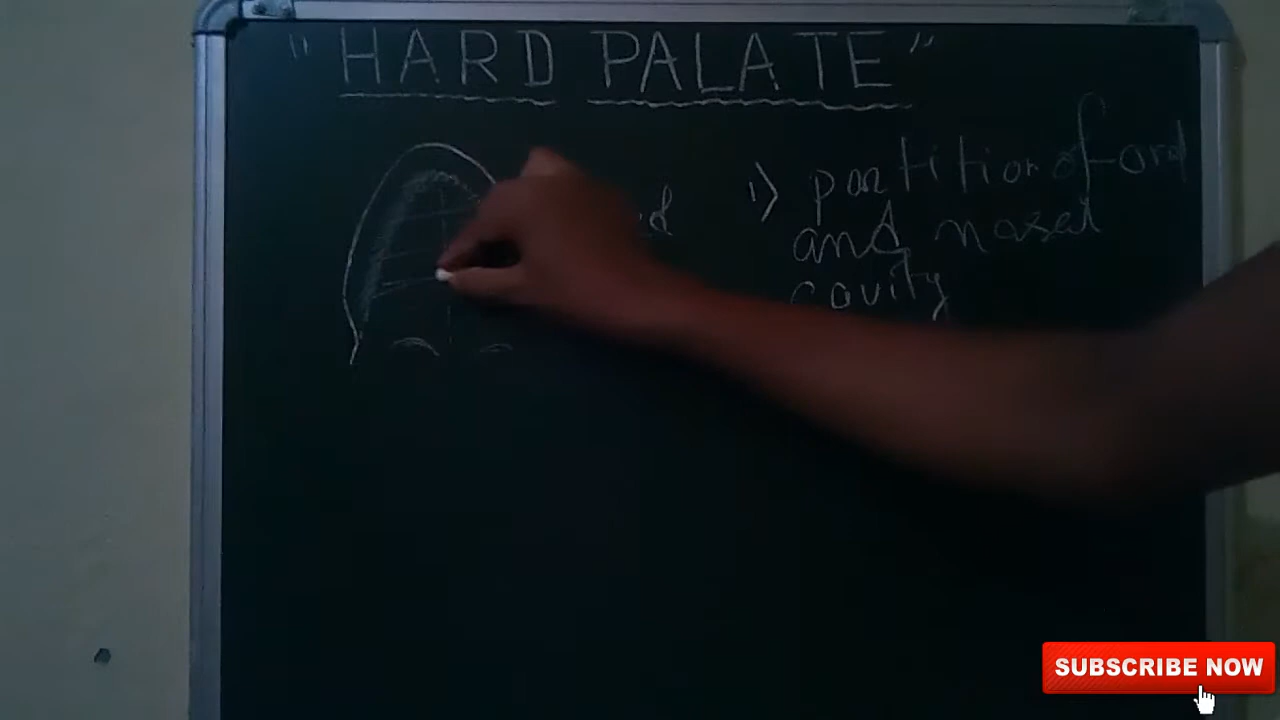 "HARD PALATE"
1) partition of oral
and nasal
cavity
SUBSCRIBE NOW